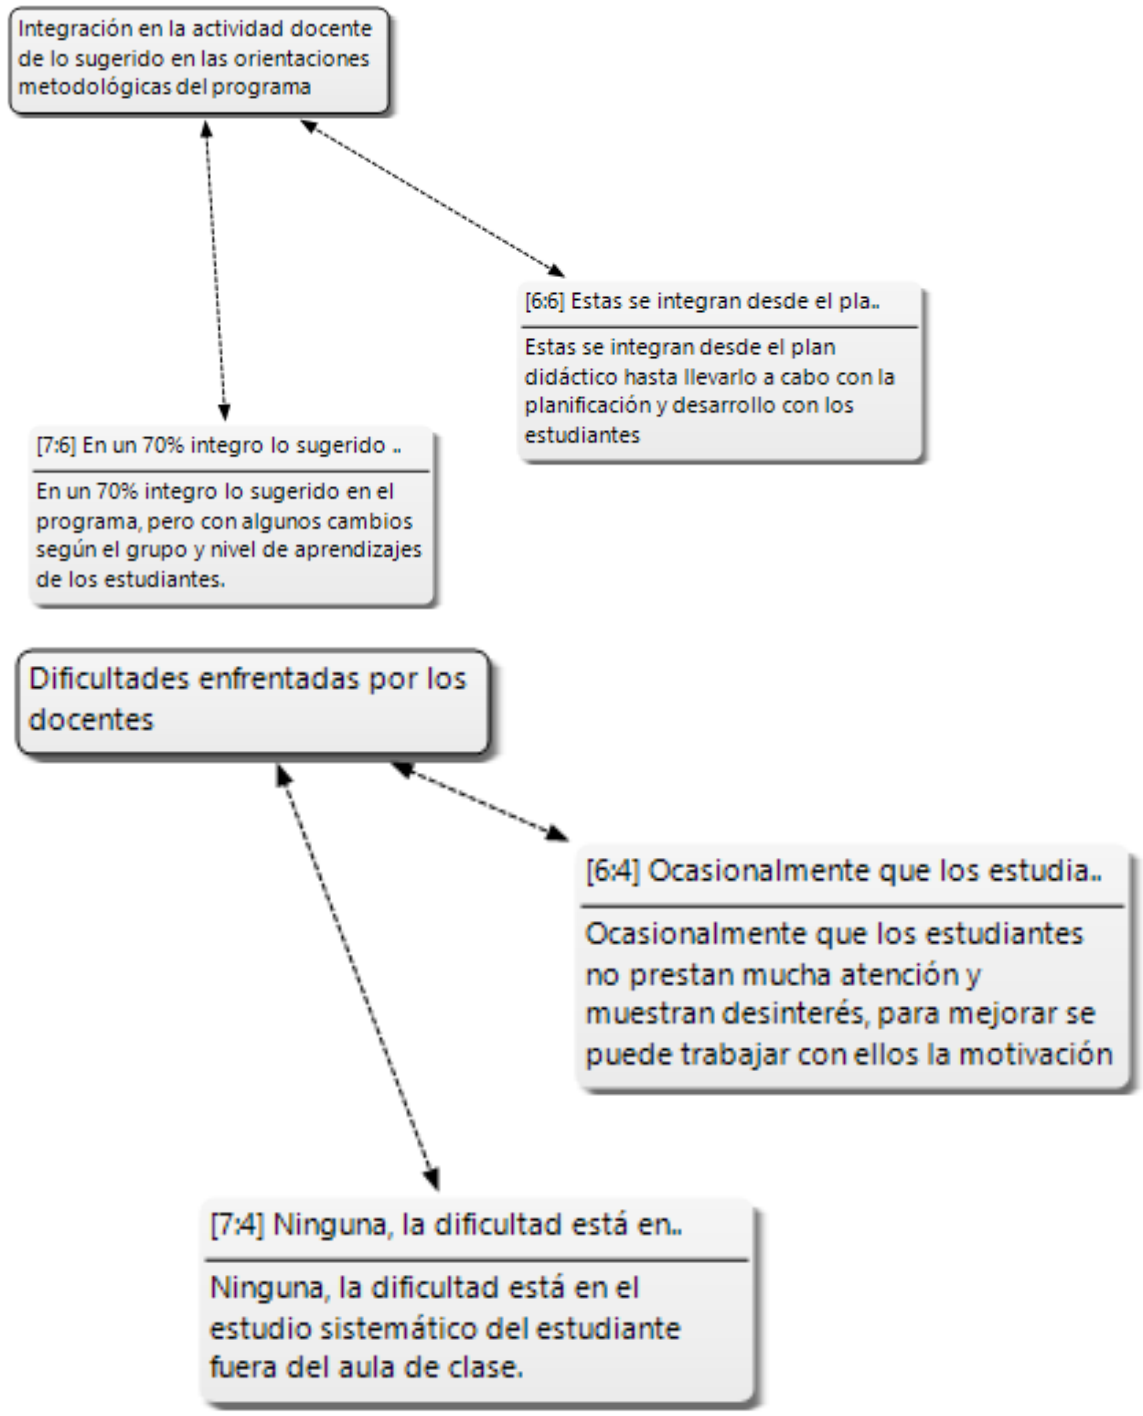 Integración en la actividad docente
de lo sugerido en las orientaciones
metodológicas del programa
[6:6] Estas se integran desde el pla..
Estas se integran desde el plan
didáctico hasta llevarlo a cabo con la
planificación y desarrollo con los
estudiantes
[7:6] En un 70% integro lo sugerido ..
En un 70% integro lo sugerido en el
programa, pero con algunos cambios
según el grupo y nivel de aprendizajes
de los estudiantes.
Dificultades enfrentadas por los
docentes
[6:4] Ocasionalmente que los estudia..
Ocasionalmente que los estudiantes
no prestan mucha atención y
muestran desinterés, para mejorar se
puede trabajar con ellos la motivación
[7:4] Ninguna, la dificultad está en..
Ninguna, la dificultad está en el
estudio sistemático del estudiante
fuera del aula de clase.